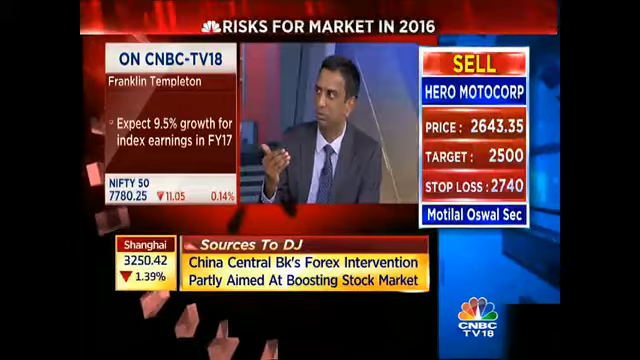 RISKS FOR MARKET IN 2016
ON CNBC-TV18
Franklin Templeton
Expect 9.5% growth for
index earnings in FY17
NIFTY 50
7780.25 ▼11.05 0.14%
SELL
HERO MOTOCORP
PRICE : 2643.35
TARGET : 2500
STOP LOSS : 2740
Motilal Oswal Sec
Shanghai
3250.42
▼ 1.39%
Sources To DJ
China Central Bk's Forex Intervention
Partly Aimed At Boosting Stock Market
CNBC
TV18